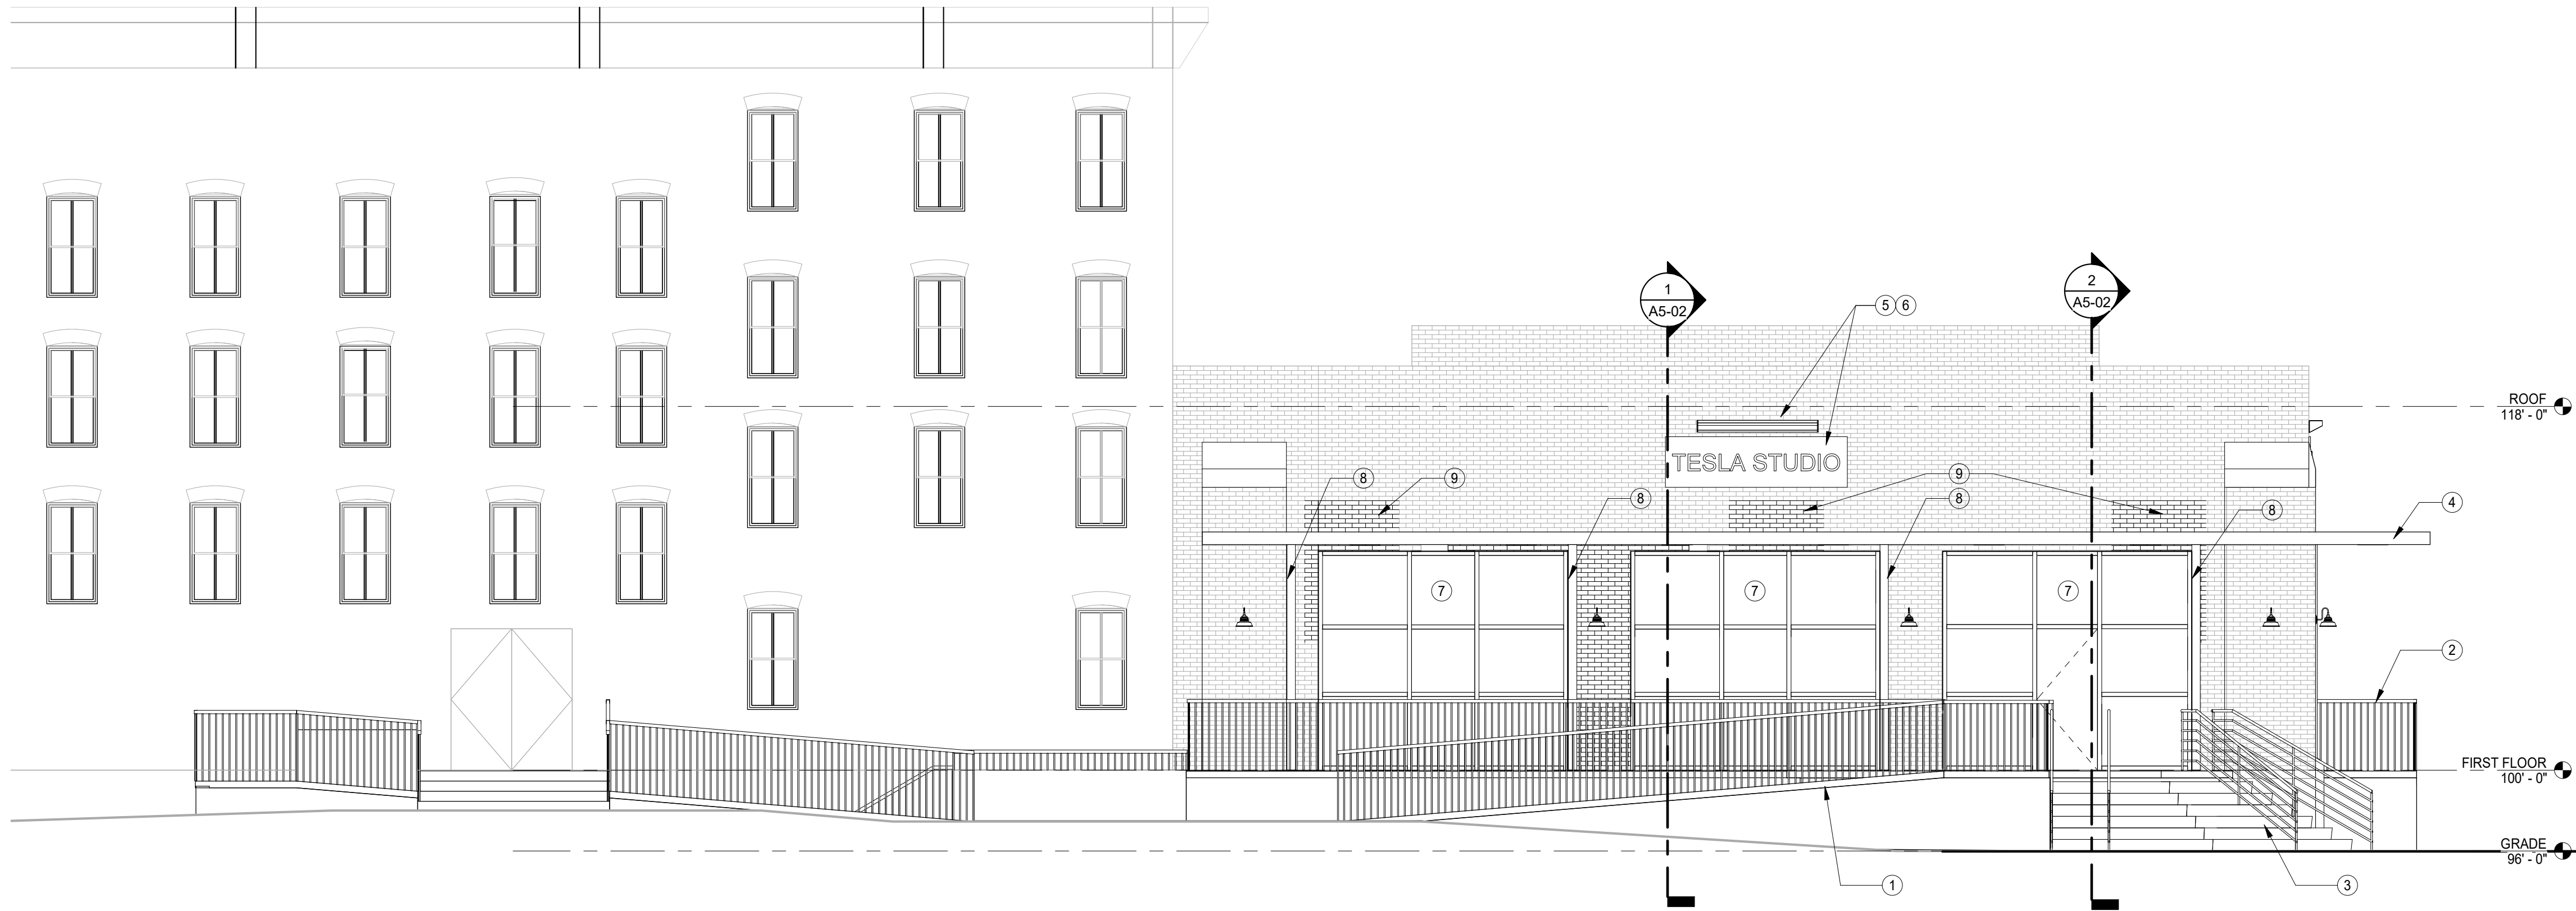 1
A5-02
2
A5-02
5 6
ROOF
118' - 0"
TESLA STUDIO
8
9
8
9
8
8
4
7
7
7
2
FIRST FLOOR
100' - 0"
GRADE
96' - 0"
1
3